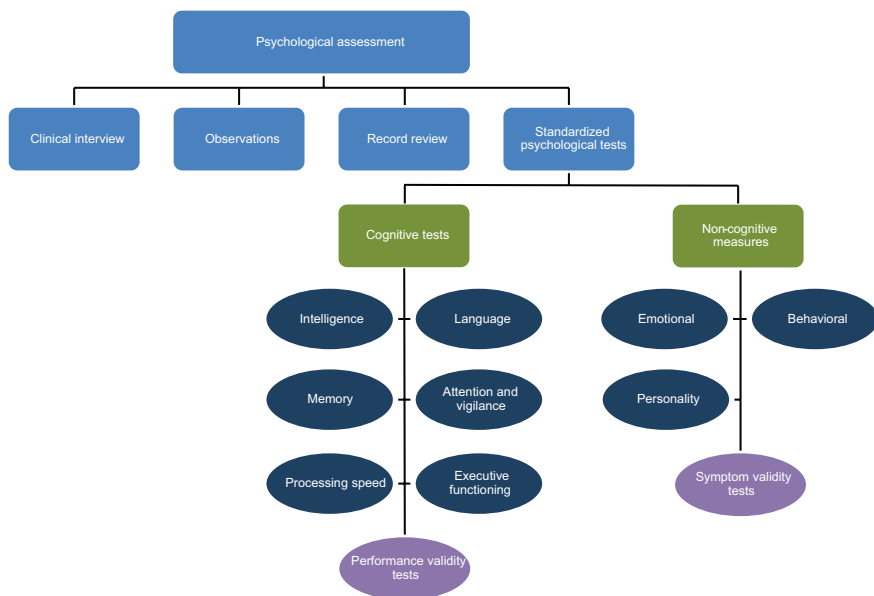 Psychological assessment
Clinical interview
Observations
Record review
Standardized
psychological tests
Cognitive tests
Non-cognitive
measures
Intelligence
Language
Emotional
Behavioral
Memory
Attention and
vigilance
Personality
Processing speed
Executive
functioning
Symptom validity
tests
Performance validity
tests